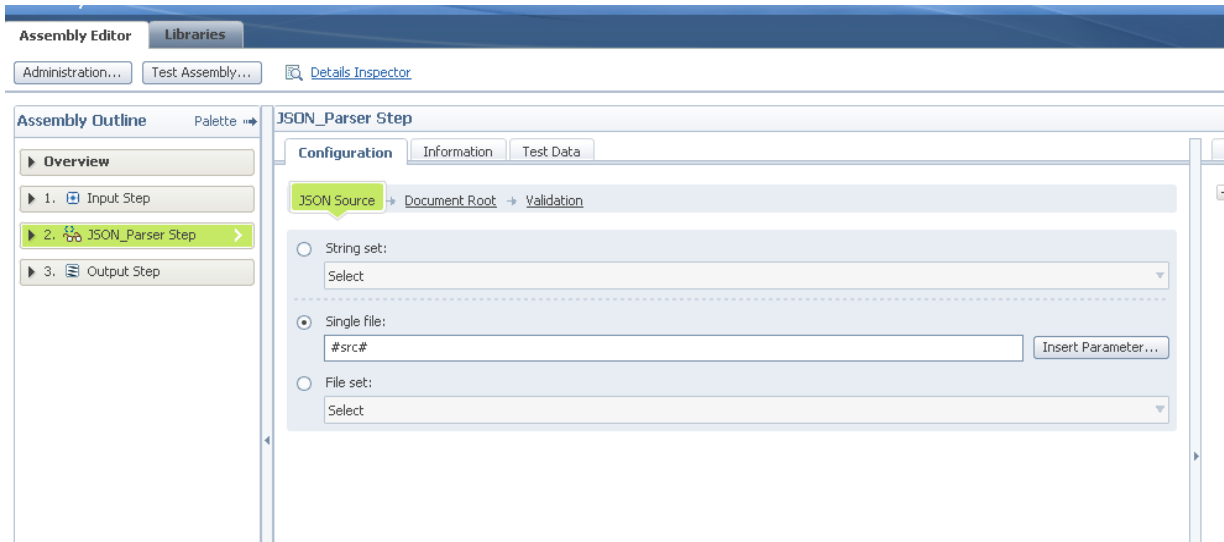 Assembly Editor Libraries
Administration... Test Assembly... Details Inspector
Assembly Outline Palette
Overview
1. Input Step
2. JSON_Parser Step
3. Output Step
JSON_Parser Step
Configuration Information Test Data
JSON Source Document Root Validation
String set:
Select
Single file:
#src# Insert Parameter...
File set:
Select